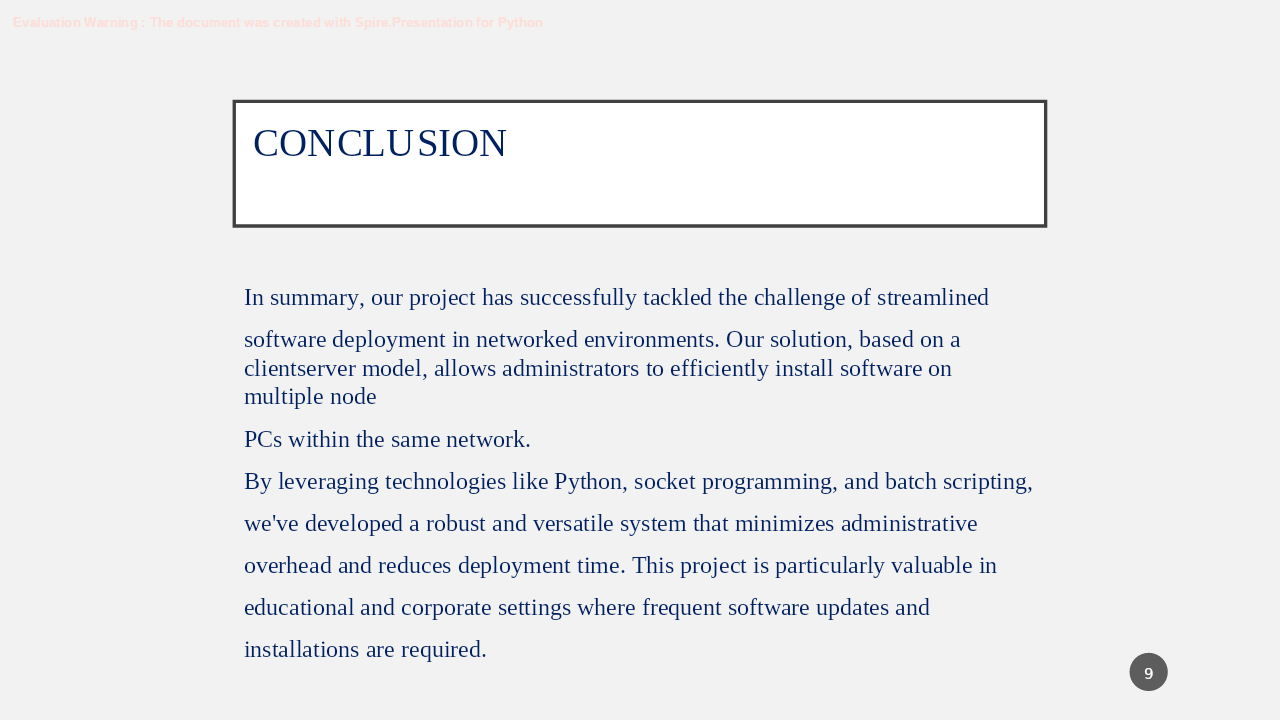 Evaluation Warning : The document was created with Spire.Presentation for Python
CONCLUSION
In summary, our project has successfully tackled the challenge of streamlined
software deployment in networked environments. Our solution, based on a
clientserver model, allows administrators to efficiently install software on
multiple node
PCs within the same network.
By leveraging technologies like Python, socket programming, and batch scripting,
we've developed a robust and versatile system that minimizes administrative
overhead and reduces deployment time. This project is particularly valuable in
educational and corporate settings where frequent software updates and
installations are required.
9